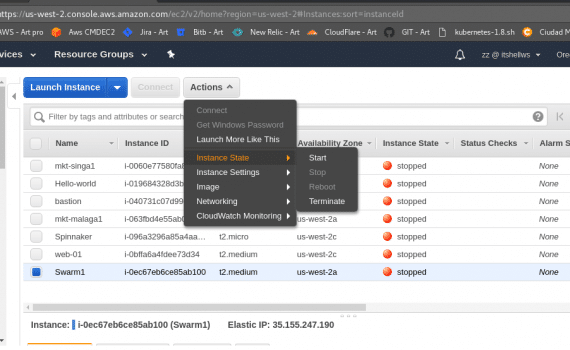 https://us-west-2.console.aws.amazon.com/ec2/v2/home?region=us-west-2#Instances:sort=instanceId
AWS - Art pro Aws CMDEC2 Jira - Art Bitb - Art New Relic - Art CloudFlare - Art GIT - Art kubernetes-1.8.sh Ciudad M
vices Resource Groups zz @ itshellws Ore
Launch Instance Connect Actions
Filter by tags and attributes or search
Connect
Get Windows Password
Launch More Like This
Instance State
Instance Settings
Image
Networking
CloudWatch Monitoring
Start
Stop
Reboot
Terminate
Name Instance ID Availability Zone Instance State Status Checks Alarm S
mkt-singa1 i-0060e77580fa stopped None
Hello-world i-019684328d3b stopped None
bastion i-040731c07d99 stopped None
mkt-malaga1 i-063fbd4e55ab us-west-2a stopped None
Spinnaker i-096a3296a85a4aa... t2.micro us-west-2c stopped None
web-01 i-0bffa6a4fdee73d34 t2.medium us-west-2c stopped None
Swarm1 i-0ec67eb6ce85ab100 t2.medium us-west-2a stopped None
Instance: i-0ec67eb6ce85ab100 (Swarm1) Elastic IP: 35.155.247.190